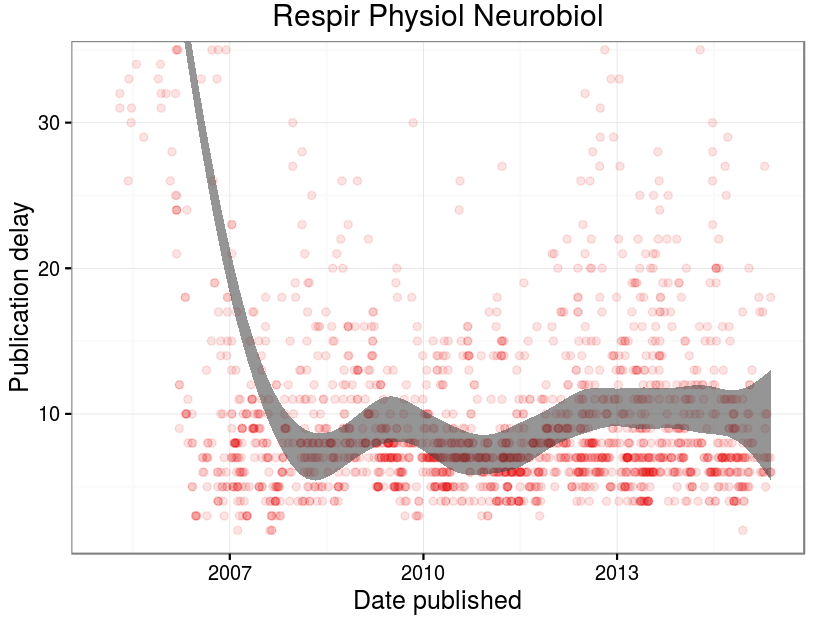 Respir Physiol Neurobiol
30
20
10
Publication delay
2007
2010
2013
Date published